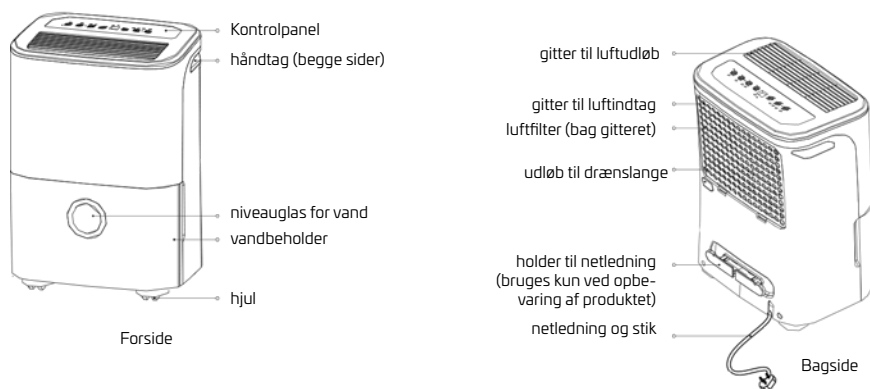 Kontrolpanel
håndtag (begge sider)
niveauglas for vand
vandbeholder
hjul
Forside
gitter til luftudløb
gitter til luftindtag
luftfilter (bag gitteret)
udløb til drænslange
holder til netledning
(bruges kun ved opbe-
varing af produktet)
netledning og stik
Bagside